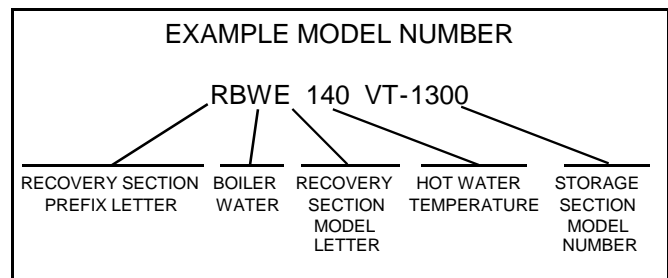 EXAMPLE MODEL NUMBER
RBWE 140 VT-1300
RECOVERY SECTION PREFIX LETTER
BOILER WATER
RECOVERY SECTION MODEL LETTER
HOT WATER TEMPERATURE
STORAGE SECTION MODEL NUMBER